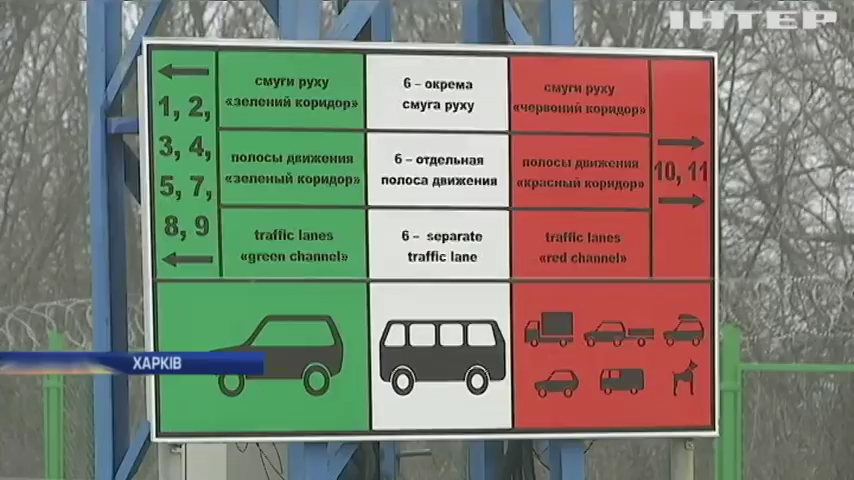 ІНТЕР
1, 2,
3, 4,
5, 7,
8, 9
смуги руху
«зелений коридор»
полосы движения
«зеленый коридор»
traffic lanes
«green channel»
6 – окрема
смуга руху
6 – отдельная
полоса движения
6 – separate
traffic lane
смуги руху
«червоний коридор»
полосы движения
«красный коридор»
traffic lanes
«red channel»
10, 11
ХАРКІВ